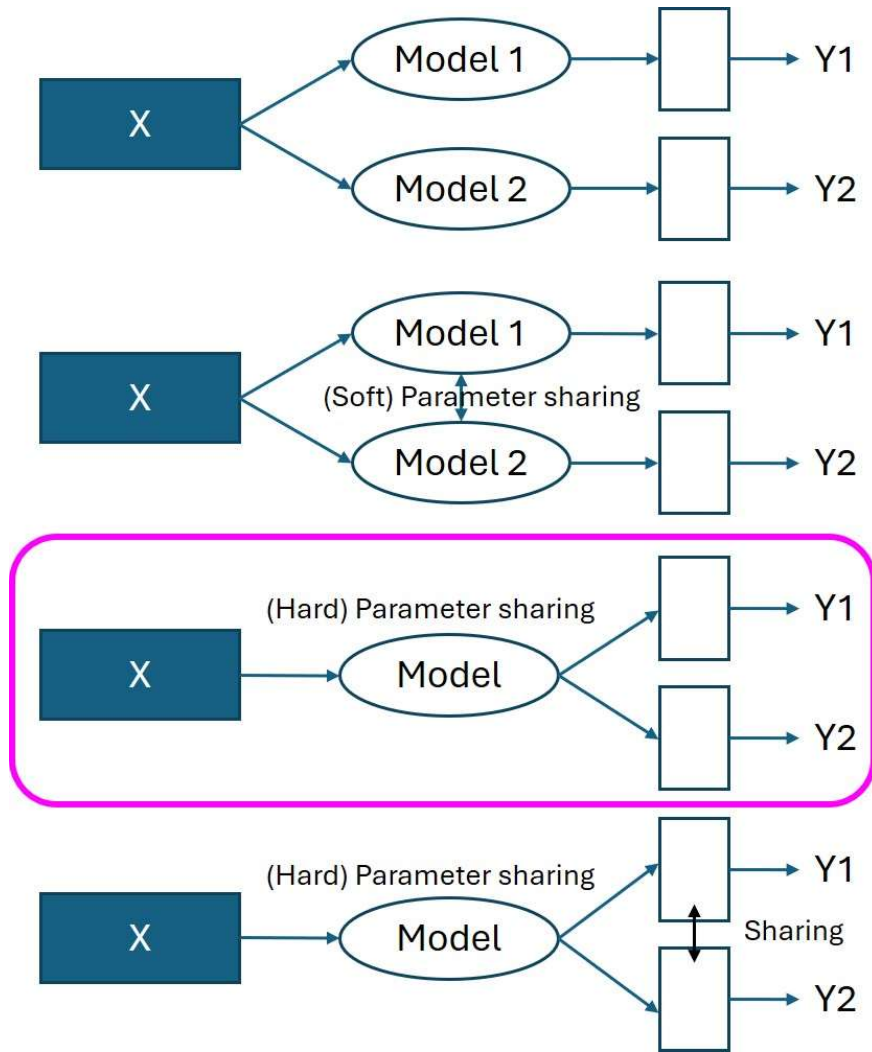 Model 1
Y1
X
Model 2
Y2
Model 1
Y1
X
(Soft) Parameter sharing
Model 2
Y2
(Hard) Parameter sharing
Y1
X
Model
Y2
(Hard) Parameter sharing
Y1
X
Model
Sharing
Y2